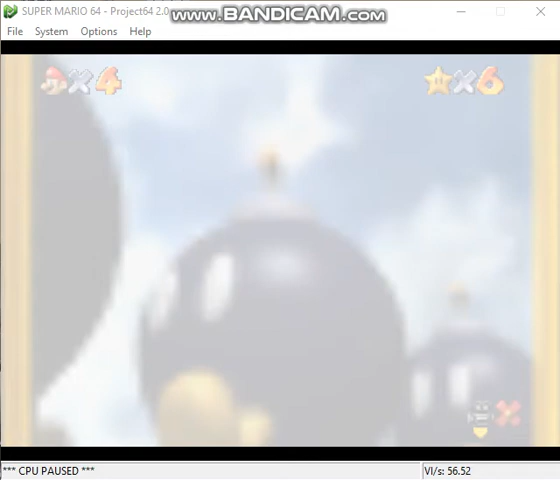 SUPER MARIO 64 - Project64 2.0
www.BANDICAM.com
File System Options Help
×4 ×6
*** CPU PAUSED *** VI/s: 56.52